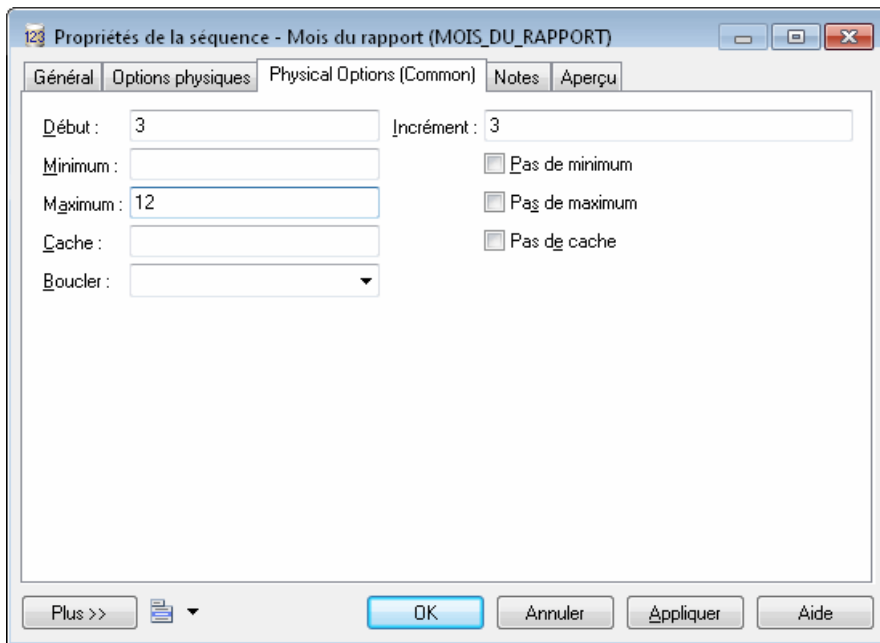 123 Propriétés de la séquence - Mois du rapport (MOIS_DU_RAPPORT)
Général Options physiques Physical Options (Common) Notes Aperçu
Début : 3 Incrément : 3
Minimum : Pas de minimum
Maximum : 12 Pas de maximum
Cache : Pas de cache
Boucler :
Plus >> OK Annuler Appliquer Aide